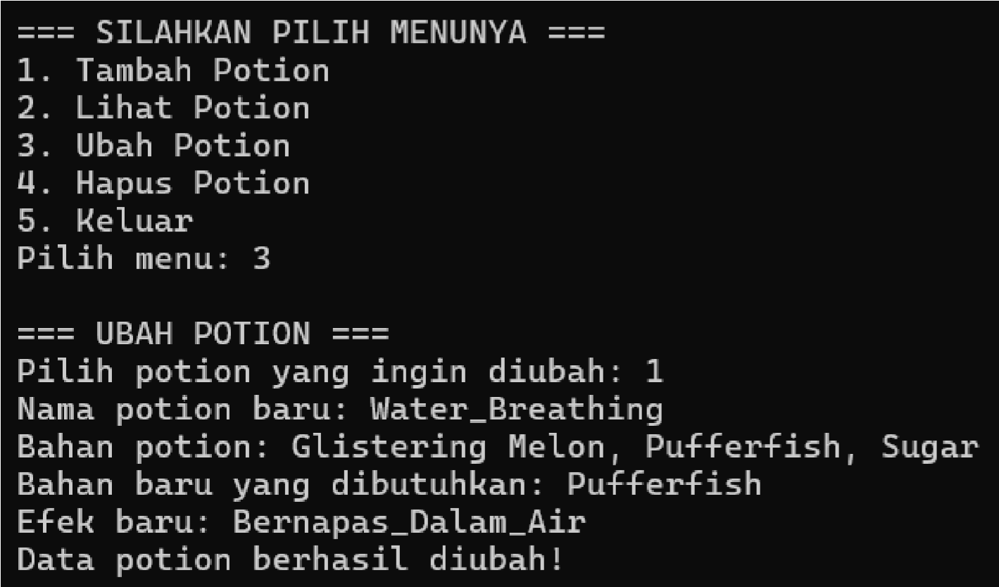 === SILAHKAN PILIH MENUNYA ===
1. Tambah Potion
2. Lihat Potion
3. Ubah Potion
4. Hapus Potion
5. Keluar
Pilih menu: 3

=== UBAH POTION ===
Pilih potion yang ingin diubah: 1
Nama potion baru: Water_Breathing
Bahan potion: Glistering Melon, Pufferfish, Sugar
Bahan baru yang dibutuhkan: Pufferfish
Efek baru: Bernapas_Dalam_Air
Data potion berhasil diubah!